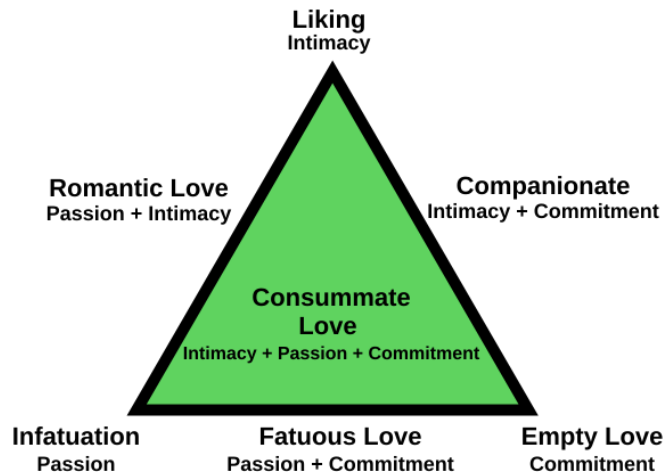 Liking
Intimacy
Romantic Love
Passion + Intimacy
Companionate
Intimacy + Commitment
Consummate
Love
Intimacy + Passion + Commitment
Infatuation
Passion
Fatuous Love
Passion + Commitment
Empty Love
Commitment